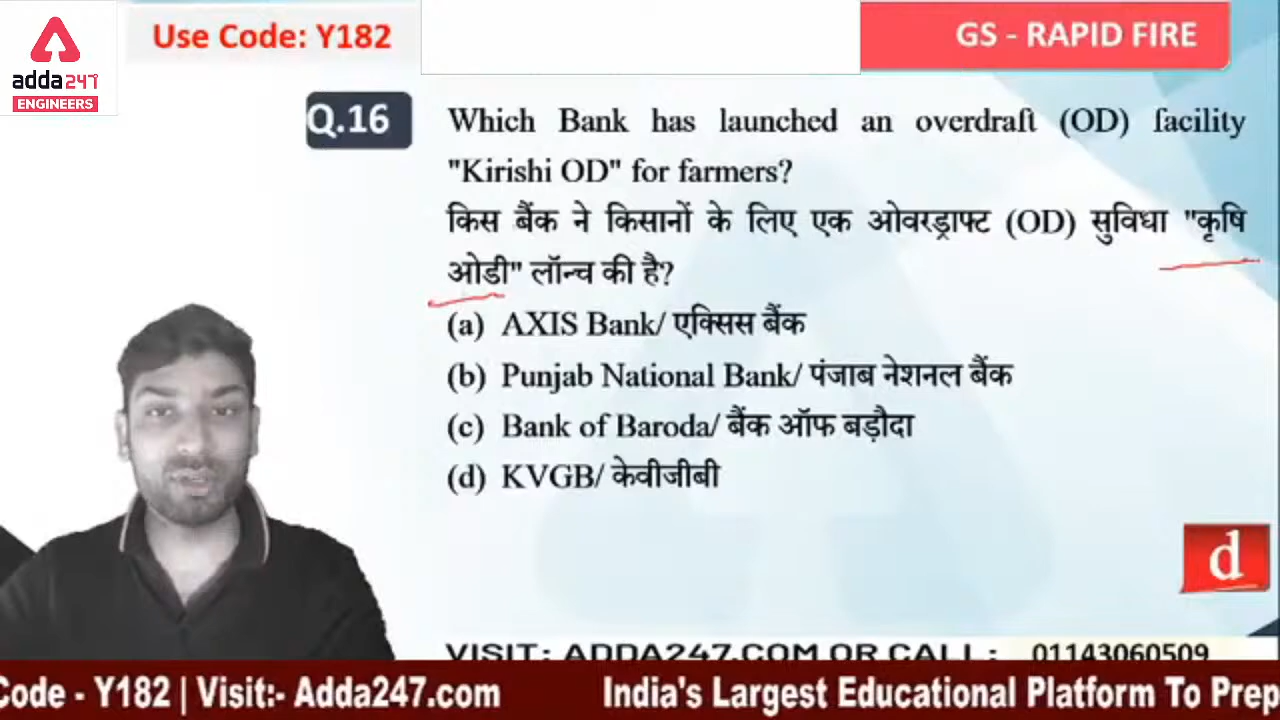 Use Code: Y182
GS - RAPID FIRE
adda247
ENGINEERS
Q.16
Which Bank has launched an overdraft (OD) facility
"Kirishi OD" for farmers?
किस बैंक ने किसानों के लिए एक ओवरड्राफ्ट (OD) सुविधा "कृषि
ओडी" लॉन्च की है?
(a) AXIS Bank/ एक्सिस बैंक
(b) Punjab National Bank/ पंजाब नेशनल बैंक
(c) Bank of Baroda/ बैंक ऑफ बड़ौदा
(d) KVGB/ केवीजीबी
d
VISIT: ADDA247.COM OR CALL: 01143060509
Code - Y182 | Visit:- Adda247.com India's Largest Educational Platform To Prep